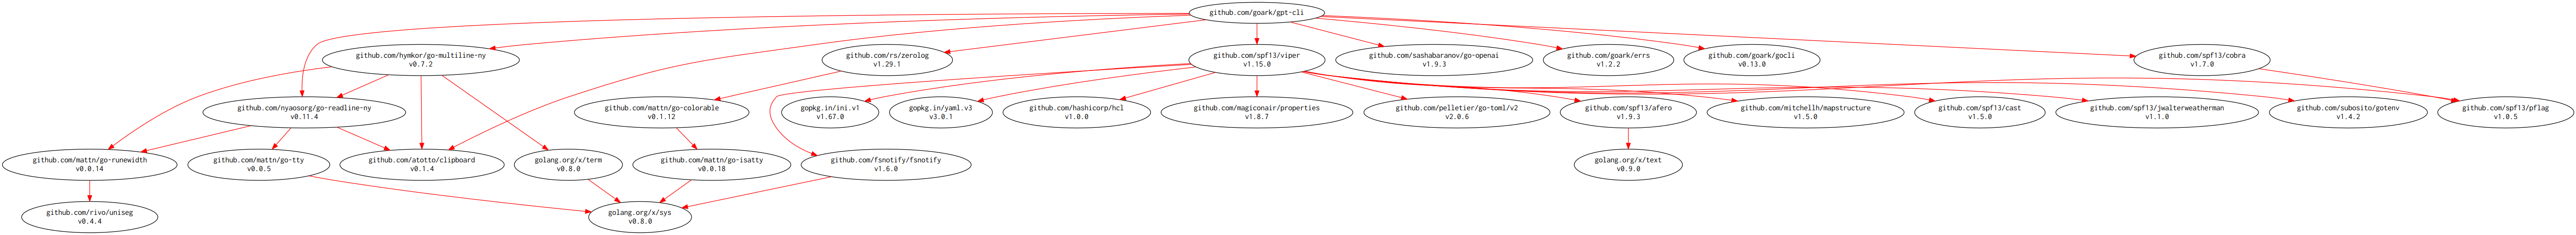 github.com/goark/gpt-cli
github.com/hymkor/go-multiline-ny
v0.7.2
github.com/rs/zerolog
v1.29.1
github.com/spf13/viper
v1.15.0
github.com/sashabaranov/go-openai
v1.9.3
github.com/goark/errs
v1.2.2
github.com/goark/gocli
v0.13.0
github.com/spf13/cobra
v1.7.0
github.com/nyaosorg/go-readline-ny
v0.11.4
github.com/mattn/go-colorable
v0.1.12
gopkg.in/ini.v1
v1.67.0
gopkg.in/yaml.v3
v3.0.1
github.com/hashicorp/hcl
v1.0.0
github.com/magiconair/properties
v1.8.7
github.com/pelletier/go-toml/v2
v2.0.6
github.com/spf13/afero
v1.9.3
github.com/mitchellh/mapstructure
v1.5.0
github.com/spf13/cast
v1.5.0
github.com/spf13/jwalterweatherman
v1.1.0
github.com/subosito/gotenv
v1.4.2
github.com/spf13/pflag
v1.0.5
github.com/mattn/go-runewidth
v0.0.14
github.com/mattn/go-tty
v0.0.5
github.com/atotto/clipboard
v0.1.4
golang.org/x/term
v0.8.0
github.com/mattn/go-isatty
v0.0.18
github.com/fsnotify/fsnotify
v1.6.0
golang.org/x/text
v0.9.0
github.com/rivo/uniseg
v0.4.4
golang.org/x/sys
v0.8.0